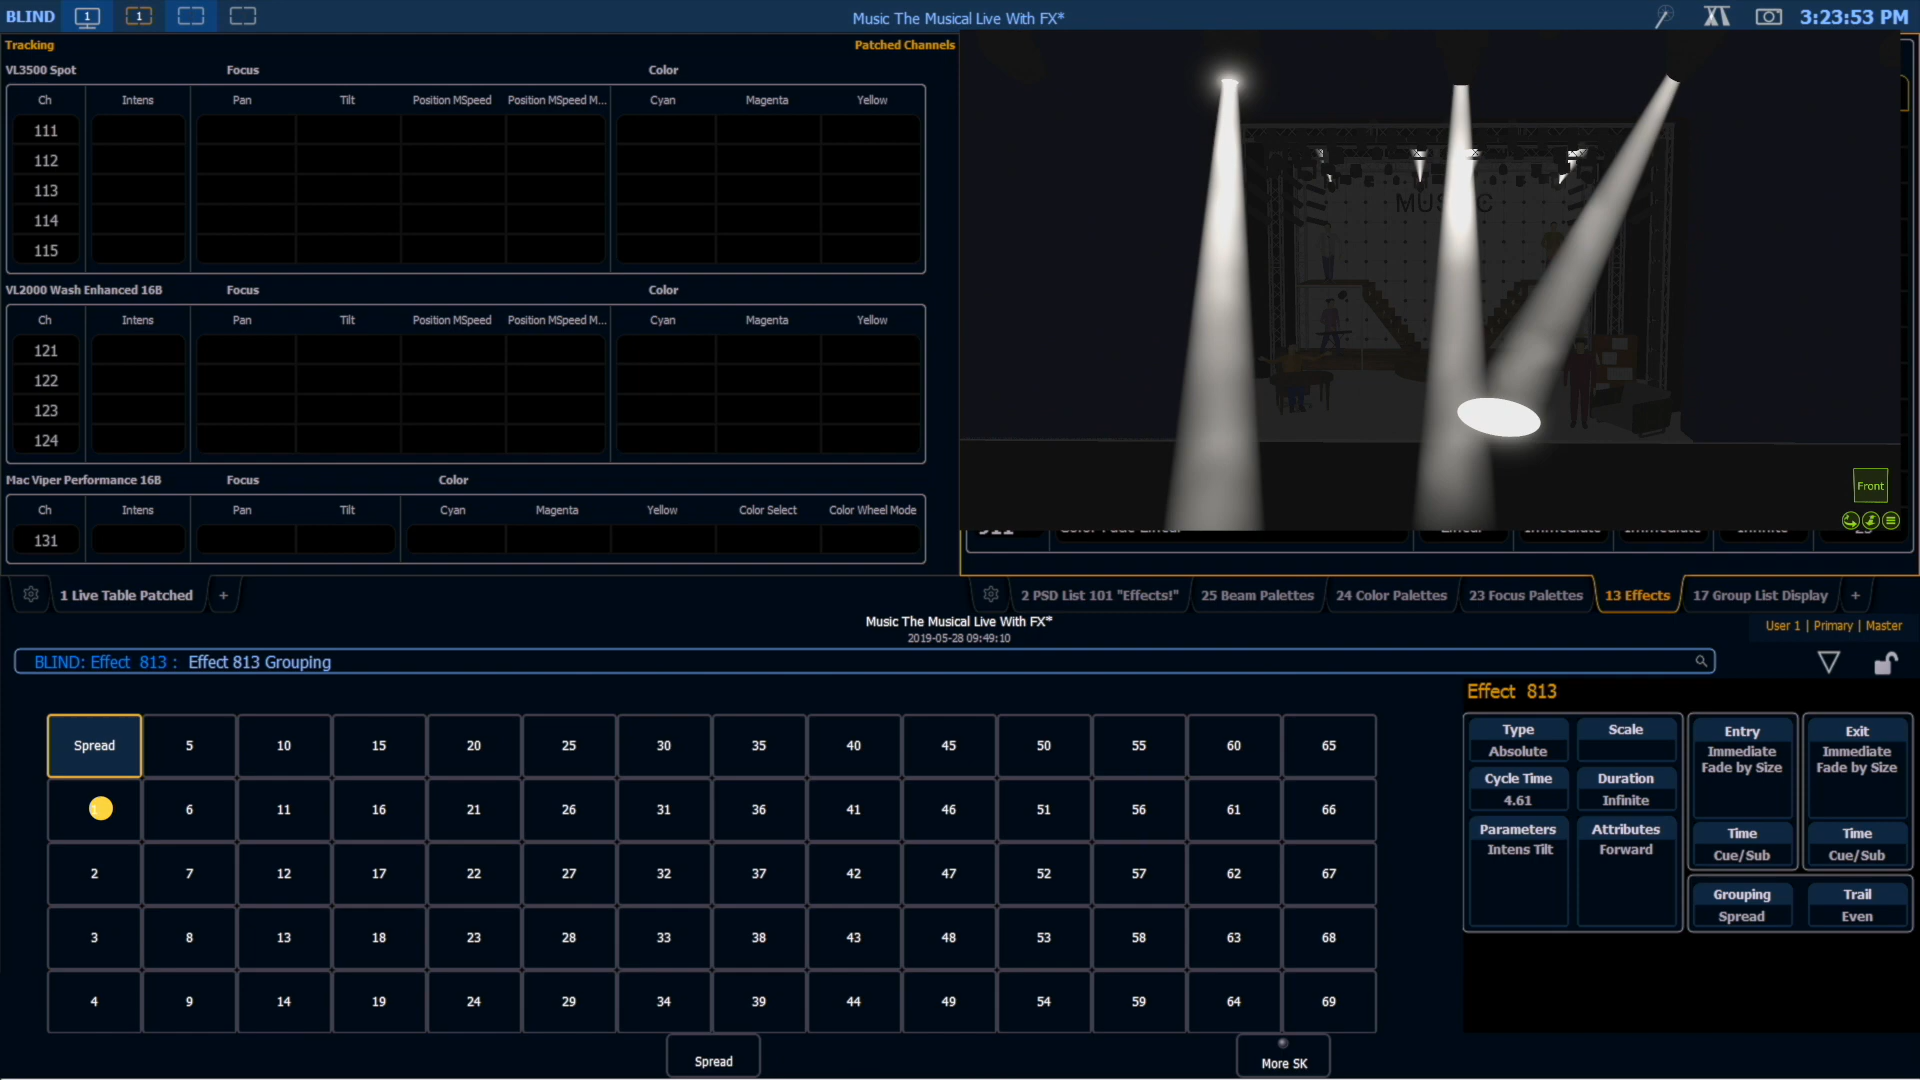 BLIND 1 1 Music The Musical Live With FX* 3:23:53 PM
Tracking Patched Channels
VL3500 Spot Focus Color
Ch Intens Pan Tilt Position MSpeed Position MSpeed M... Cyan Magenta Yellow
111
112
113
114
115
VL2000 Wash Enhanced 16B Focus Color
Ch Intens Pan Tilt Position MSpeed Position MSpeed M... Cyan Magenta Yellow
121
122
123
124
Mac Viper Performance 16B Focus Color
Ch Intens Pan Tilt Cyan Magenta Yellow Color Select Color Wheel Mode
131
Front
1 Live Table Patched +
2 PSD List 101 "Effects!" 25 Beam Palettes 24 Color Palettes 23 Focus Palettes 13 Effects 17 Group List Display +
Music The Musical Live With FX*
2019-05-28 09:49:10
User 1 | Primary | Master
BLIND: Effect 813 : Effect 813 Grouping
Spread 5 10 15 20 25 30 35 40 45 50 55 60 65
6 11 16 21 26 31 36 41 46 51 56 61 66
2 7 12 17 22 27 32 37 42 47 52 57 62 67
3 8 13 18 23 28 33 38 43 48 53 58 63 68
4 9 14 19 24 29 34 39 44 49 54 59 64 69
Spread More SK
Effect 813
Type Absolute
Scale
Cycle Time 4.61
Duration Infinite
Parameters Intens Tilt
Attributes Forward
Entry
Immediate
Fade by Size
Time
Cue/Sub
Exit
Immediate
Fade by Size
Time
Cue/Sub
Grouping
Spread
Trail
Even